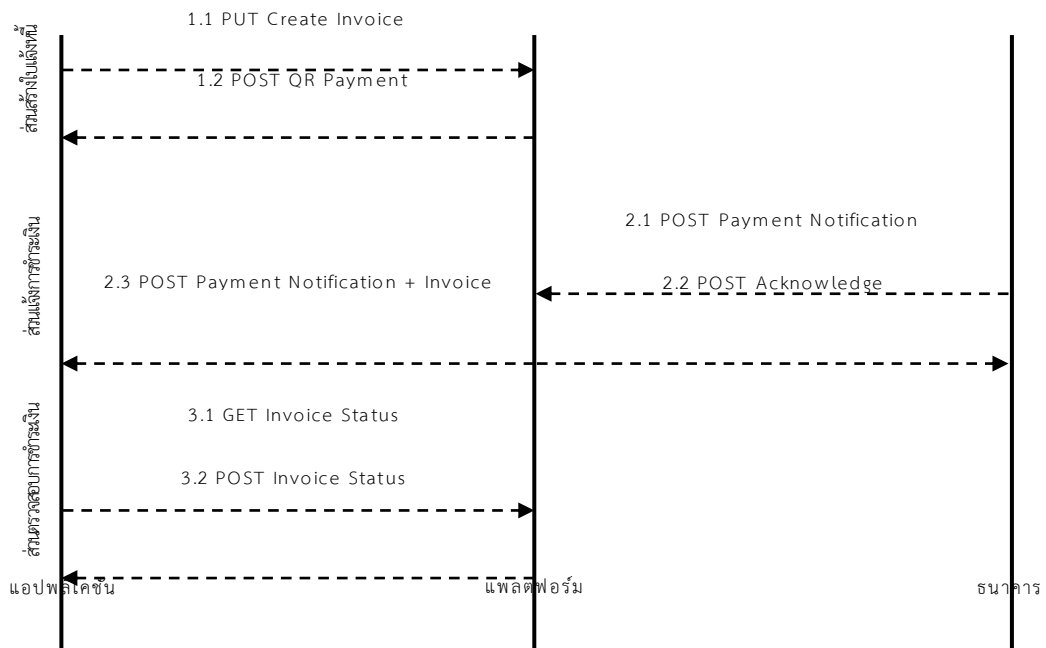 1.1 PUT Create Invoice
ส่วนสร้างใบแจ้งหนี้
1.2 POST QR Payment
2.1 POST Payment Notification
ส่วนแจ้งการชำระเงิน
2.3 POST Payment Notification + Invoice
2.2 POST Acknowledge
3.1 GET Invoice Status
ส่วนตรวจสอบการชำระเงิน
3.2 POST Invoice Status
แอปพลิเคชัน
แพลตฟอร์ม
ธนาคาร